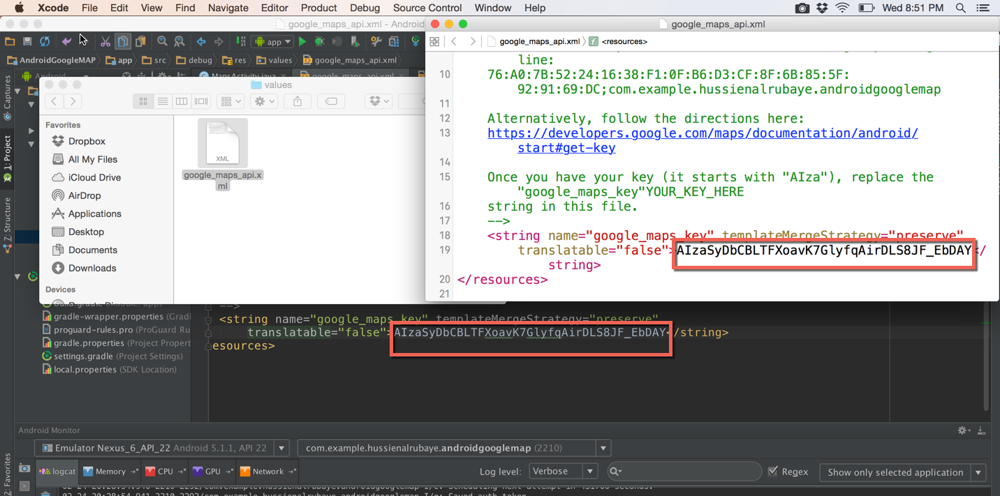 Xcode File Edit View Find Navigate Editor Product Debug Source Control Window Help Wed 8:51 PM
google_maps_api.xml - Androi
google_maps_api.xml
app
google_maps_api.xml <resources>
AndroidGoogleMAP app src debug res values google_maps_api.xml
Android MapsActivity.java google_maps_api.xml
values
Captures
1: Project
Z: Structure
2: Favorites
Favorites
Dropbox
All My Files
iCloud Drive
AirDrop
Applications
Desktop
Documents
Downloads
Devices
XML
google_maps_api.x
ml
line:
10 76:A0:7B:52:24:16:38:F1:0F:B6:D3:CF:8F:6B:85:5F:
92:91:69:DC;com.example.hussienalrubaye.androidgooglemap
11
12 Alternatively, follow the directions here:
13 https://developers.google.com/maps/documentation/android/
start#get-key
14
15 Once you have your key (it starts with "AIza"), replace the
"google_maps_key"YOUR_KEY_HERE
16 string in this file.
17 -->
18 <string name="google_maps_key" templateMergeStrategy="preserve"
19 translatable="false">AIzaSyDbCBLTFXoavK7GlyfqAirDLS8JF_EbDAY</
string>
20 </resources>
21
build.gradle (Module: app)
gradle-wrapper.properties (Gradl
proguard-rules.pro (ProGuard Ru
gradle.properties (Project Propert
settings.gradle (Project Settings)
local.properties (SDK Location)
-->
<string name="google_maps_key" templateMergeStrategy="preserve"
translatable="false">AIzaSyDbCBLTFXoavK7GlyfqAirDLS8JF_EbDAY</string>
esources>
Android Monitor
Emulator Nexus_6_API_22 Android 5.1.1, API 22 com.example.hussienalrubaye.androidgooglemap (2210)
logcat Memory CPU GPU Network Log level: Verbose Regex Show only selected application